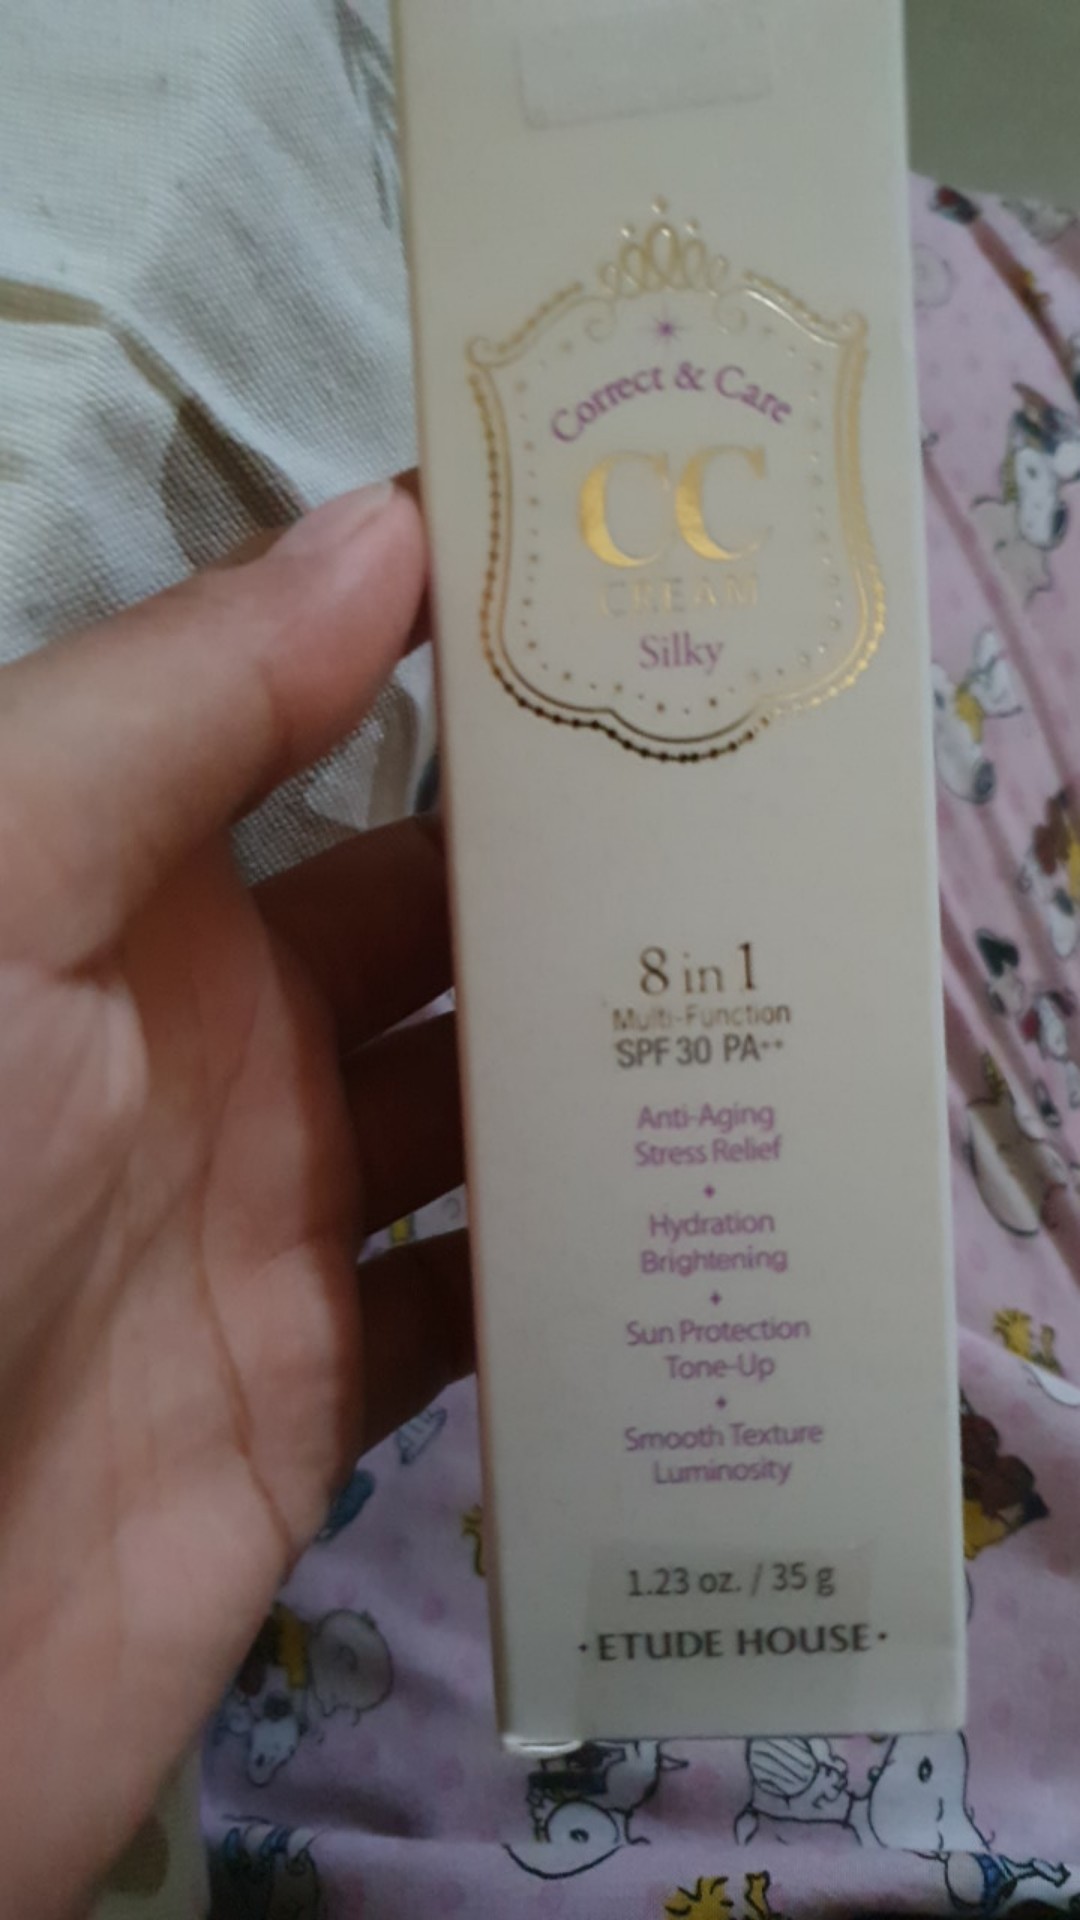 Correct & Care
CC
CREAM
Silky
8 in 1
Multi-Function
SPF 30 PA++
Anti-Aging
Stress Relief
+
Hydration
Brightening
+
Sun Protection
Tone-Up
+
Smooth Texture
Luminosity
1.23 oz. / 35 g
• ETUDE HOUSE •